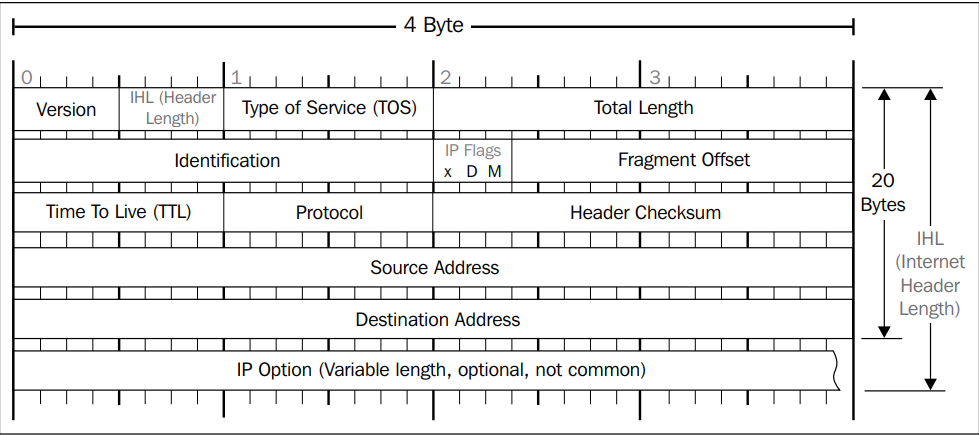 4 Byte
0 1 2 3
Version
IHL (Header
Length)
Type of Service (TOS)
Total Length
Identification
IP Flags
x D M
Fragment Offset
Time To Live (TTL)
Protocol
Header Checksum
Source Address
Destination Address
IP Option (Variable length, optional, not common)
20
Bytes
IHL
(Internet
Header
Length)